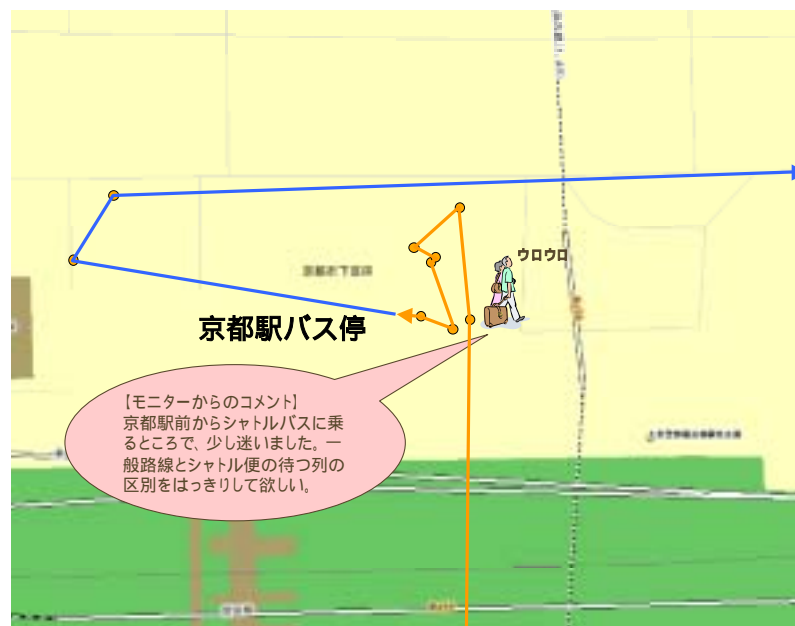 ウロウロ
京都駅バス停
【モニターからのコメント】
京都駅前からシャトルバスに乗
るところで、少し迷いました。一
般路線とシャトル便の待つ列の
区別をはっきりして欲しい。